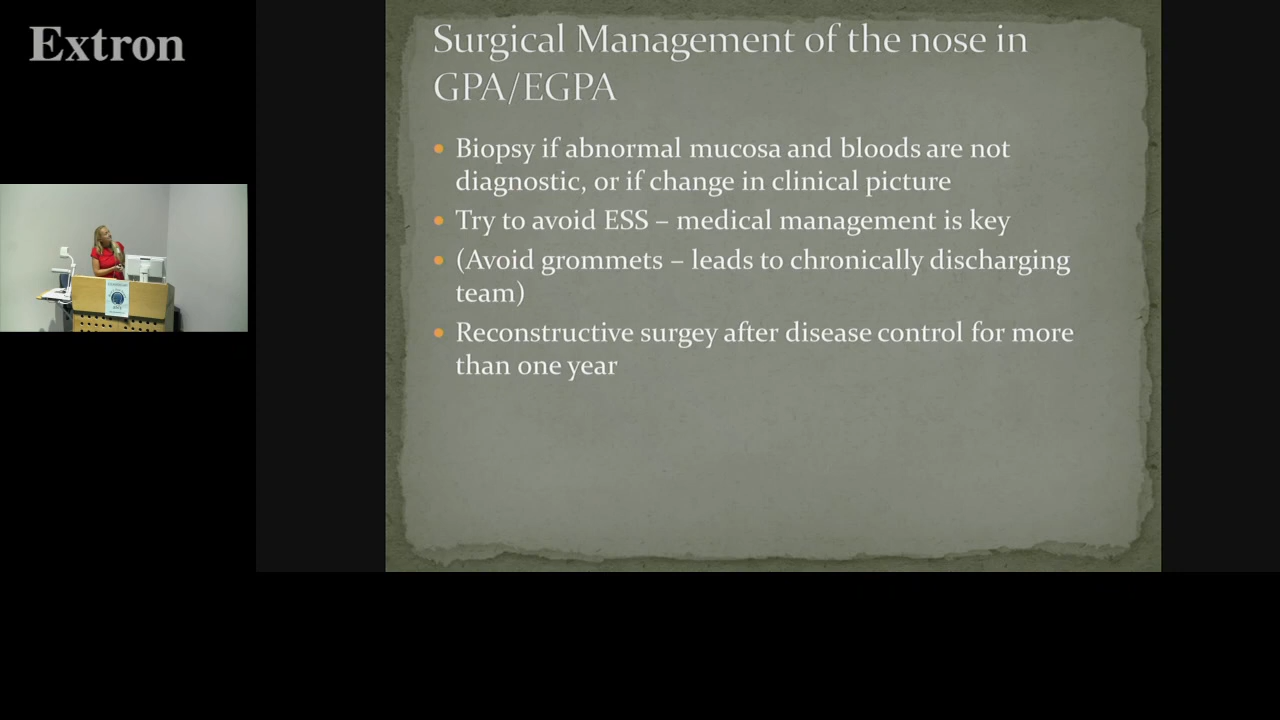 Extron
Surgical Management of the nose in
GPA/EGPA
• Biopsy if abnormal mucosa and bloods are not
diagnostic, or if change in clinical picture
• Try to avoid ESS – medical management is key
• (Avoid grommets – leads to chronically discharging
team)
• Reconstructive surgey after disease control for more
than one year